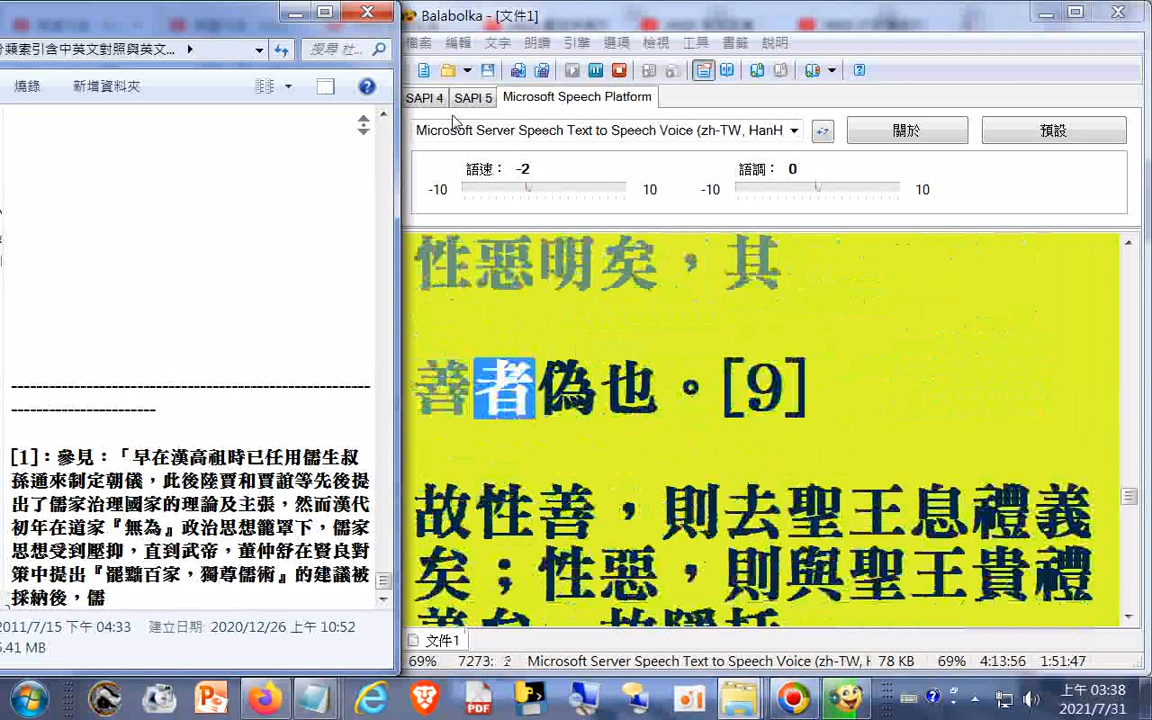 Balabolka - [文件1]
分類索引含中英文對照與英文...
搜尋 杜...
檔案 編輯 文字 朗讀 引擎 選項 檢視 工具 書籤 說明
燒錄 新增資料夾
SAPI 4 SAPI 5 Microsoft Speech Platform
Microsoft Server Speech Text to Speech Voice (zh-TW, HanH
關於 預設
語速： -2 語調： 0
-10 10 -10 10
性惡明矣，其
善者偽也。[9]
故性善，則去聖王息禮義
矣；性惡，則與聖王貴禮
--------------------------------------------------
-----------------------
[1]：參見：「早在漢高祖時已任用儒生叔
孫通來制定朝儀，此後陸賈和賈誼等先後提
出了儒家治理國家的理論及主張，然而漢代
初年在道家『無為』政治思想籠罩下，儒家
思想受到壓抑，直到武帝，董仲舒在賢良對
策中提出『罷黜百家，獨尊儒術』的建議被
採納後，儒
2011/7/15 下午 04:33 建立日期: 2020/12/26 上午 10:52
.41 MB
文件1
69% 7273: 2 Microsoft Server Speech Text to Speech Voice (zh-TW, H 78 KB 69% 4:13:56 1:51:47
上午 03:38
2021/7/31